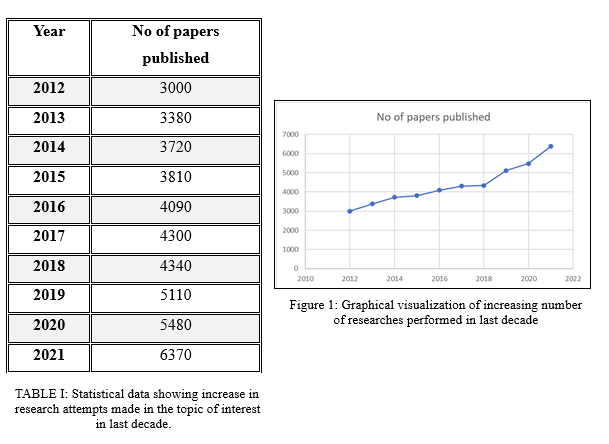 Year No of papers
published
2012 3000
2013 3380
2014 3720
2015 3810
2016 4090
2017 4300
2018 4340
2019 5110
2020 5480
2021 6370
TABLE I: Statistical data showing increase in
research attempts made in the topic of interest
in last decade.
No of papers published
7000
6000
5000
4000
3000
2000
1000
0
2010 2012 2014 2016 2018 2020 2022
Figure 1: Graphical visualization of increasing number
of researches performed in last decade